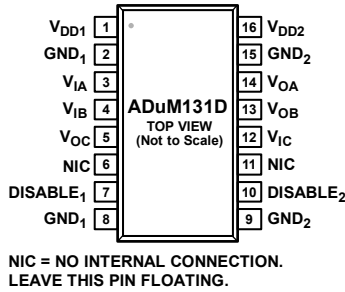 VDD1 1 16 VDD2
GND1 2 15 GND2
VIA 3 14 VOA
VIB 4 ADuM131D 13 VOB
TOP VIEW
VOC 5 (Not to Scale) 12 VIC
NIC 6 11 NIC
DISABLE1 7 10 DISABLE2
GND1 8 9 GND2
NIC = NO INTERNAL CONNECTION.
LEAVE THIS PIN FLOATING.